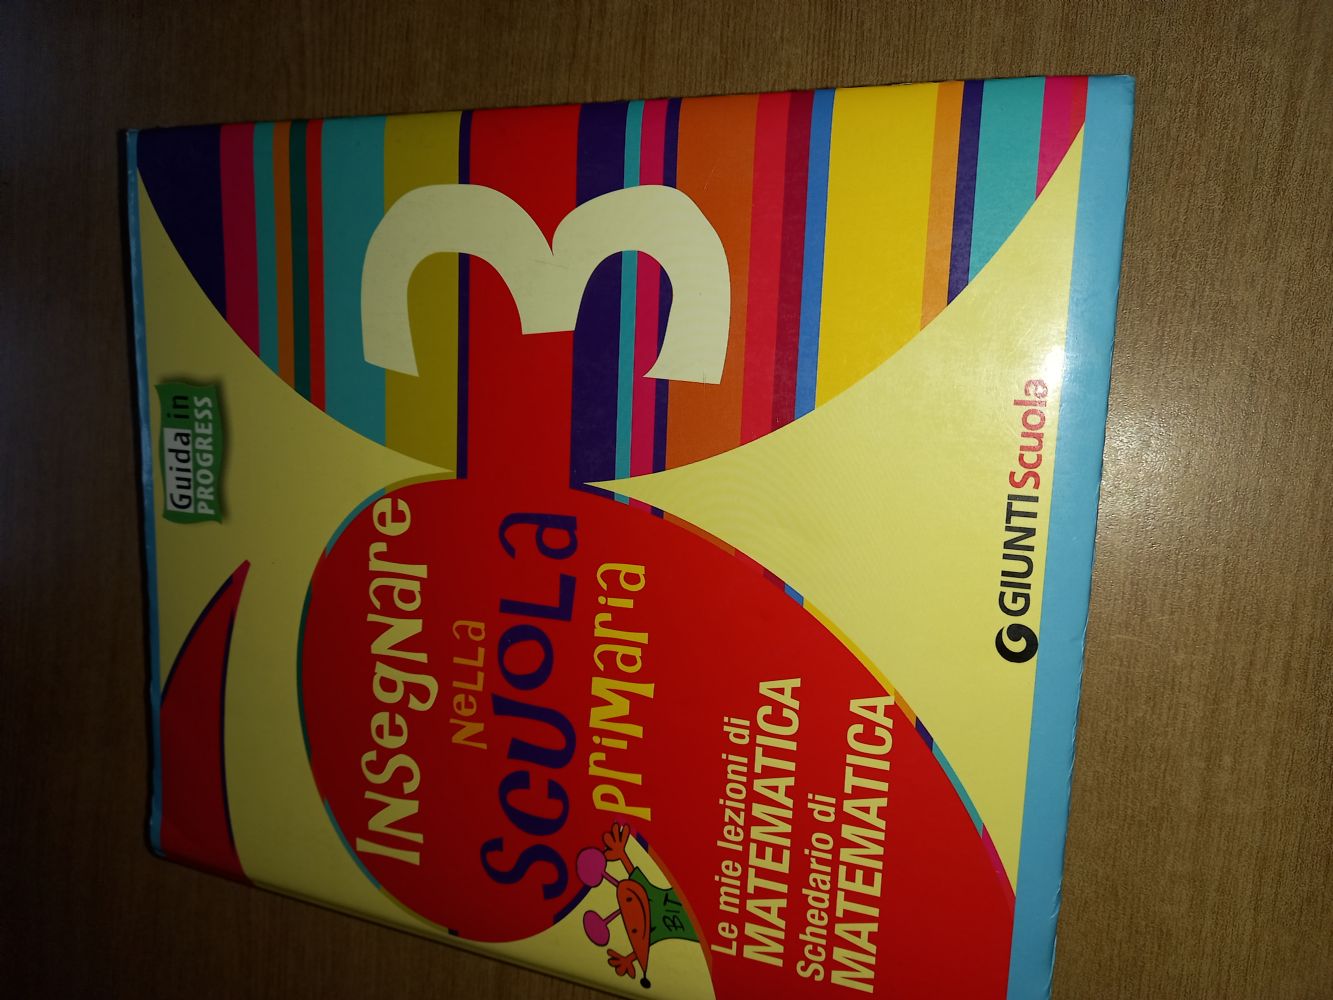 Guida in
PROGRESS
3
INSegNare
NeLLa
SCUOLa
PriMaria
BIT
Le mie lezioni di
MATEMATICA
Schedario di
MATEMATICA
GIUNTI Scuola